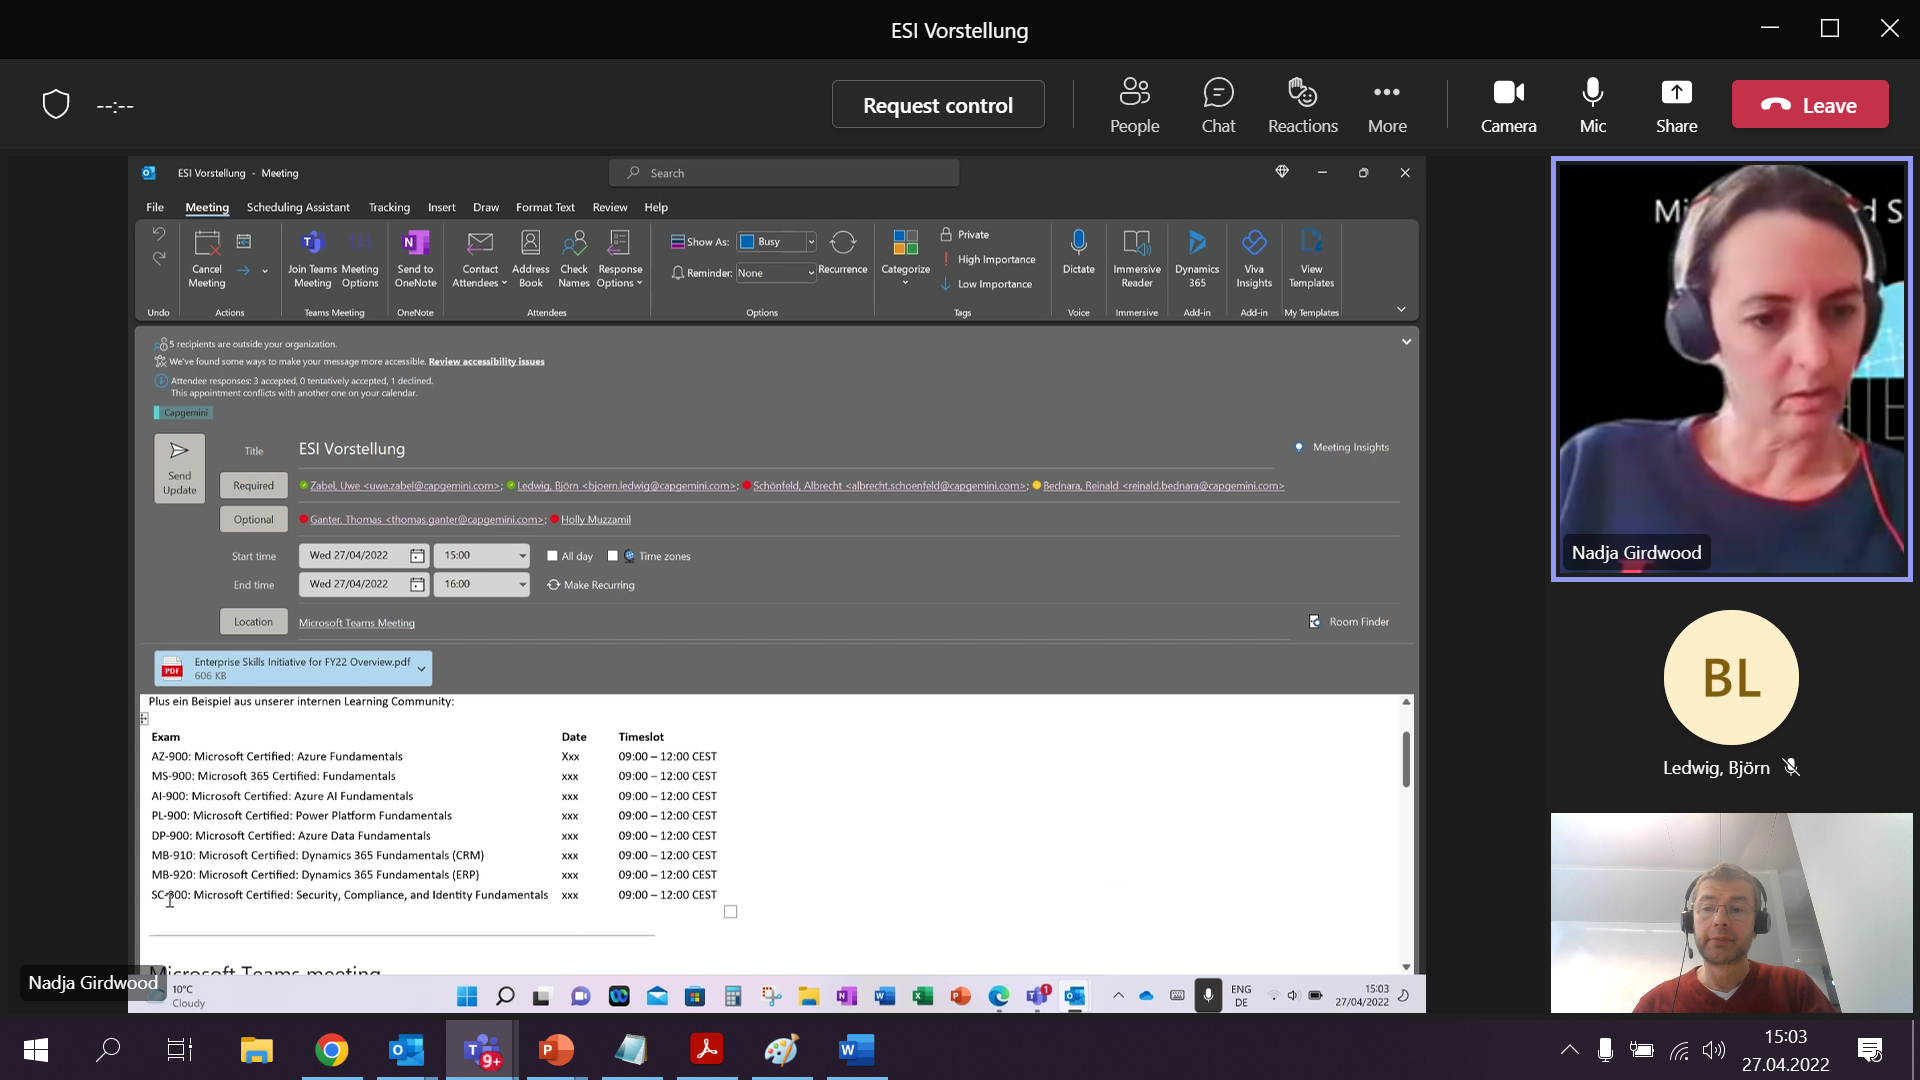 ESI Vorstellung
--:--
Request control
People
Chat
Reactions
More
Camera
Mic
Share
Leave
ESI Vorstellung - Meeting
Search
File Meeting Scheduling Assistant Tracking Insert Draw Format Text Review Help
Cancel Meeting
Join Teams Meeting
Meeting Options
Send to OneNote
Contact Attendees
Address Book
Check Names
Response Options
Show As: Busy
Reminder: None
Recurrence
Categorize
Private
High Importance
Low Importance
Dictate
Immersive Reader
Dynamics 365
Viva Insights
View Templates
Undo Actions Teams Meeting OneNote Attendees Options Tags Voice Immersive Add-in Add-in My Templates
5 recipients are outside your organization.
We've found some ways to make your message more accessible. Review accessibility issues
Attendee responses: 3 accepted, 0 tentatively accepted, 1 declined.
This appointment conflicts with another one on your calendar.
Capgemini
Send Update
Title ESI Vorstellung
Meeting Insights
Required Zabel, Uwe <uwe.zabel@capgemini.com>; Ledwig, Björn <bjoern.ledwig@capgemini.com>; Schönfeld, Albrecht <albrecht.schoenfeld@capgemini.com>; Bednara, Reinald <reinald.bednara@capgemini.com>
Optional Ganter, Thomas <thomas.ganter@capgemini.com>; Holly Muzzamil
Start time Wed 27/04/2022 15:00 All day Time zones
End time Wed 27/04/2022 16:00 Make Recurring
Location Microsoft Teams Meeting
Room Finder
PDF
Enterprise Skills Initiative for FY22 Overview.pdf
606 KB
Plus ein Beispiel aus unserer internen Learning Community:
Exam Date Timeslot
AZ-900: Microsoft Certified: Azure Fundamentals Xxx 09:00 – 12:00 CEST
MS-900: Microsoft 365 Certified: Fundamentals xxx 09:00 – 12:00 CEST
AI-900: Microsoft Certified: Azure AI Fundamentals xxx 09:00 – 12:00 CEST
PL-900: Microsoft Certified: Power Platform Fundamentals xxx 09:00 – 12:00 CEST
DP-900: Microsoft Certified: Azure Data Fundamentals xxx 09:00 – 12:00 CEST
MB-910: Microsoft Certified: Dynamics 365 Fundamentals (CRM) xxx 09:00 – 12:00 CEST
MB-920: Microsoft Certified: Dynamics 365 Fundamentals (ERP) xxx 09:00 – 12:00 CEST
SC-900: Microsoft Certified: Security, Compliance, and Identity Fundamentals xxx 09:00 – 12:00 CEST
Microsoft Teams meeting
Nadja Girdwood
10°C
Cloudy
1
ENG
DE
15:03
27/04/2022
Nadja Girdwood
BL
Ledwig, Björn
9+
15:03
27.04.2022